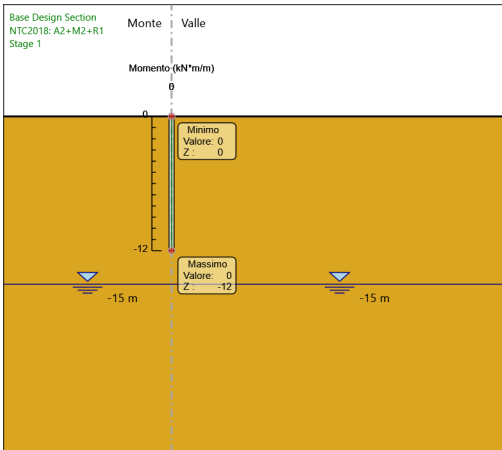 Base Design Section
NTC2018: A2+M2+R1
Stage 1
Monte Valle
Momento (kN*m/m)
0
0
Minimo
Valore: 0
Z : 0
-12
Massimo
Valore: 0
Z : -12
-15 m -15 m